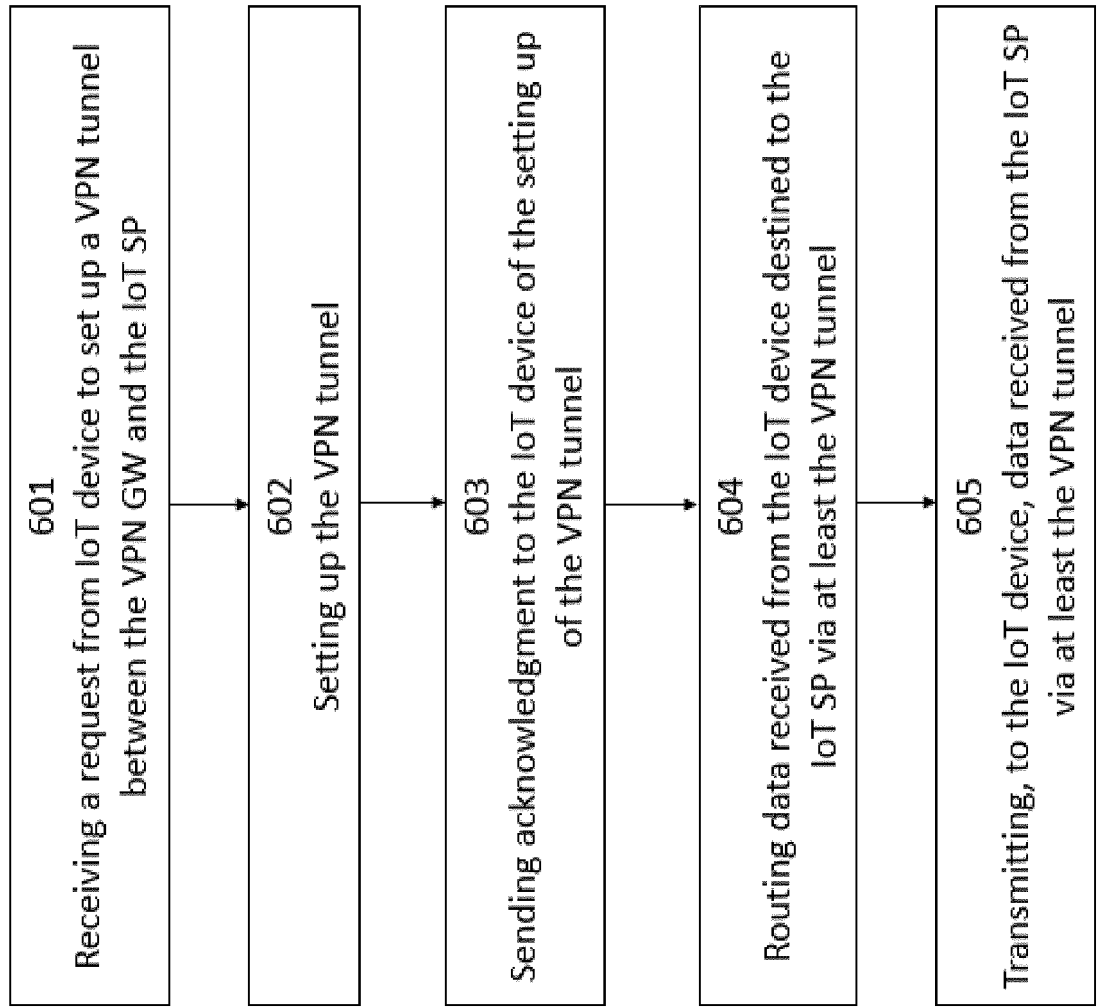 601
Receiving a request from IoT device to set up a VPN tunnel
between the VPN GW and the IoT SP
602
Setting up the VPN tunnel
603
Sending acknowledgment to the IoT device of the setting up
of the VPN tunnel
604
Routing data received from the IoT device destined to the
IoT SP via at least the VPN tunnel
605
Transmitting, to the IoT device, data received from the IoT SP
via at least the VPN tunnel